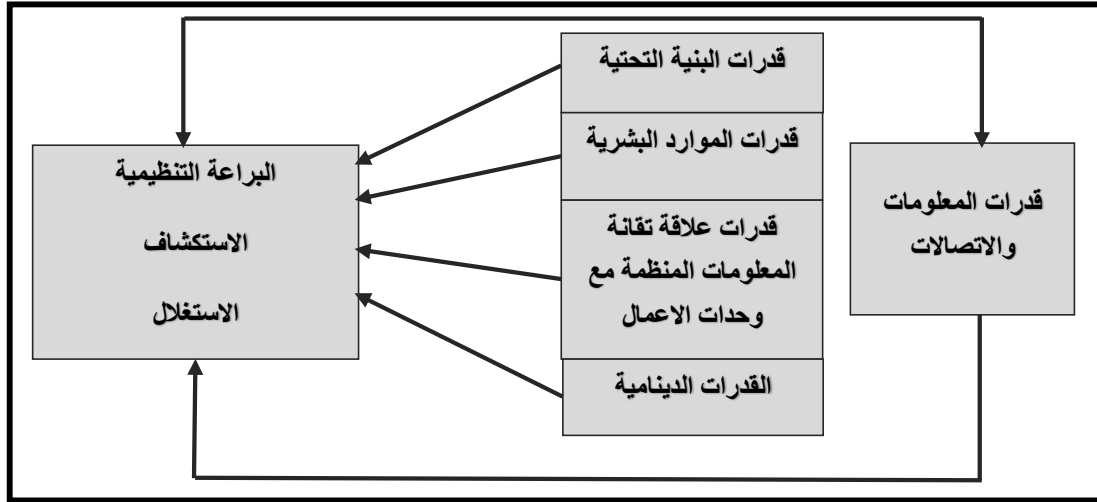 قدرات المعلومات
والاتصالات
قدرات البنية التحتية
قدرات الموارد البشرية
قدرات علاقة تقانة
المعلومات المنظمة مع
وحدات الاعمال
القدرات الدينامية
البراعة التنظيمية
الاستكشاف
الاستغلال